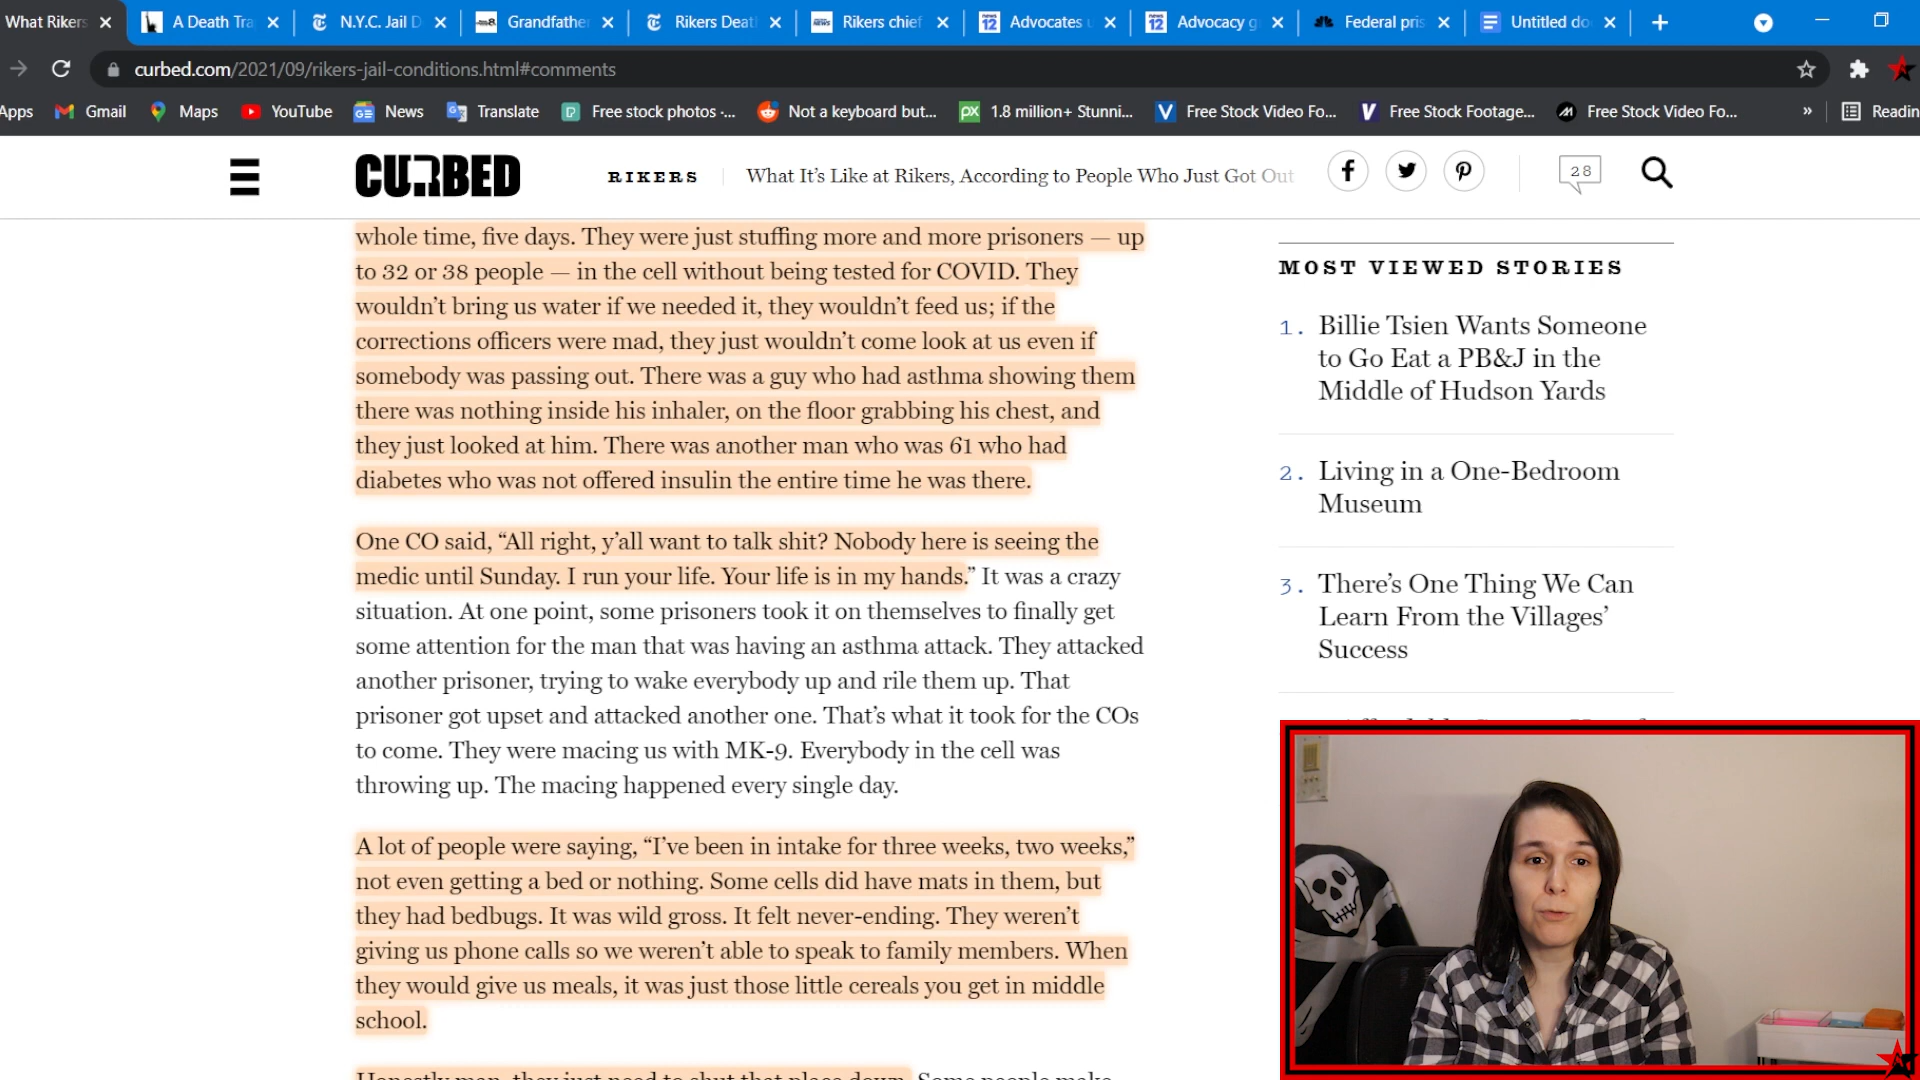 What Rikers
A Death Tra
N.Y.C. Jail D
Grandfather
Rikers Deat
Rikers chief
Advocates u
Advocacy g
Federal pris
Untitled do
curbed.com/2021/09/rikers-jail-conditions.html#comments
Apps Gmail Maps YouTube News Translate Free stock photos ·... Not a keyboard but... 1.8 million+ Stunni... Free Stock Video Fo... Free Stock Footage... Free Stock Video Fo... » Readin
CURBED
RIKERS
What It’s Like at Rikers, According to People Who Just Got Out
28
whole time, five days. They were just stuffing more and more prisoners — up
to 32 or 38 people — in the cell without being tested for COVID. They
wouldn’t bring us water if we needed it, they wouldn’t feed us; if the
corrections officers were mad, they just wouldn’t come look at us even if
somebody was passing out. There was a guy who had asthma showing them
there was nothing inside his inhaler, on the floor grabbing his chest, and
they just looked at him. There was another man who was 61 who had
diabetes who was not offered insulin the entire time he was there.
One CO said, “All right, y’all want to talk shit? Nobody here is seeing the
medic until Sunday. I run your life. Your life is in my hands.” It was a crazy
situation. At one point, some prisoners took it on themselves to finally get
some attention for the man that was having an asthma attack. They attacked
another prisoner, trying to wake everybody up and rile them up. That
prisoner got upset and attacked another one. That’s what it took for the COs
to come. They were macing us with MK-9. Everybody in the cell was
throwing up. The macing happened every single day.
A lot of people were saying, “I’ve been in intake for three weeks, two weeks,”
not even getting a bed or nothing. Some cells did have mats in them, but
they had bedbugs. It was wild gross. It felt never-ending. They weren’t
giving us phone calls so we weren’t able to speak to family members. When
they would give us meals, it was just those little cereals you get in middle
school.
Honestly man, they just need to shut that place down. Some people make
MOST VIEWED STORIES
1. Billie Tsien Wants Someone
to Go Eat a PB&J in the
Middle of Hudson Yards
2. Living in a One-Bedroom
Museum
3. There’s One Thing We Can
Learn From the Villages’
Success